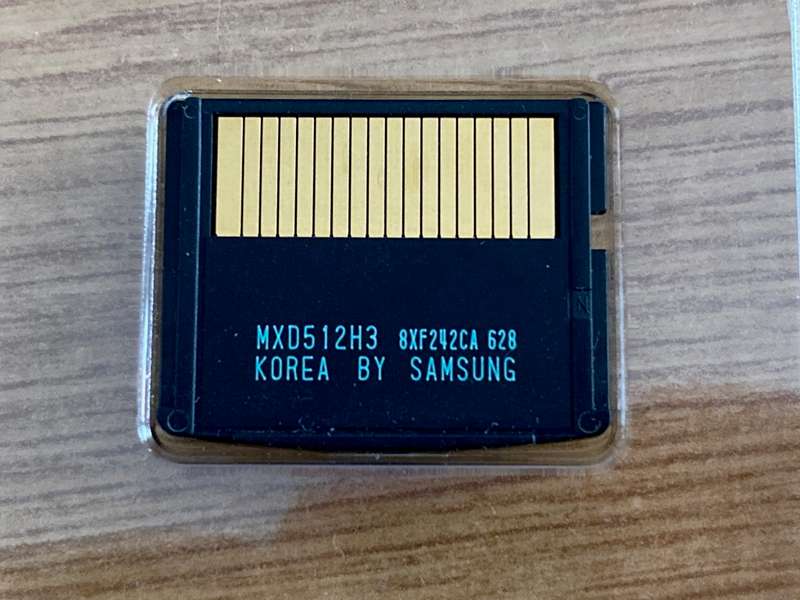 MXD512H3 8XF242CA 628
KOREA BY SAMSUNG